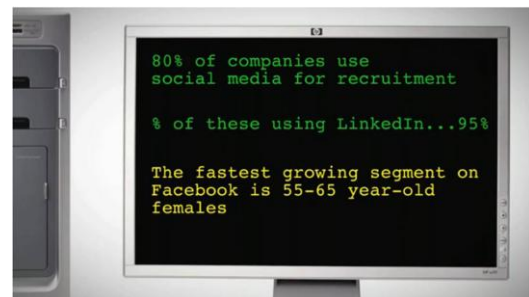 80% of companies use
social media for recruitment
% of these using LinkedIn...95%
The fastest growing segment on
Facebook is 55-65 year-old
females